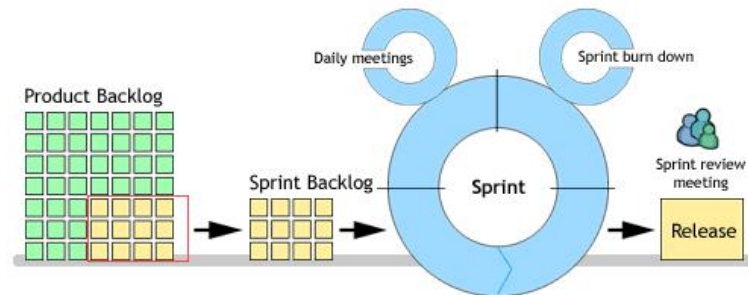 Daily meetings
Sprint burn down
Product Backlog
Sprint Backlog
Sprint
Sprint review
meeting
Release